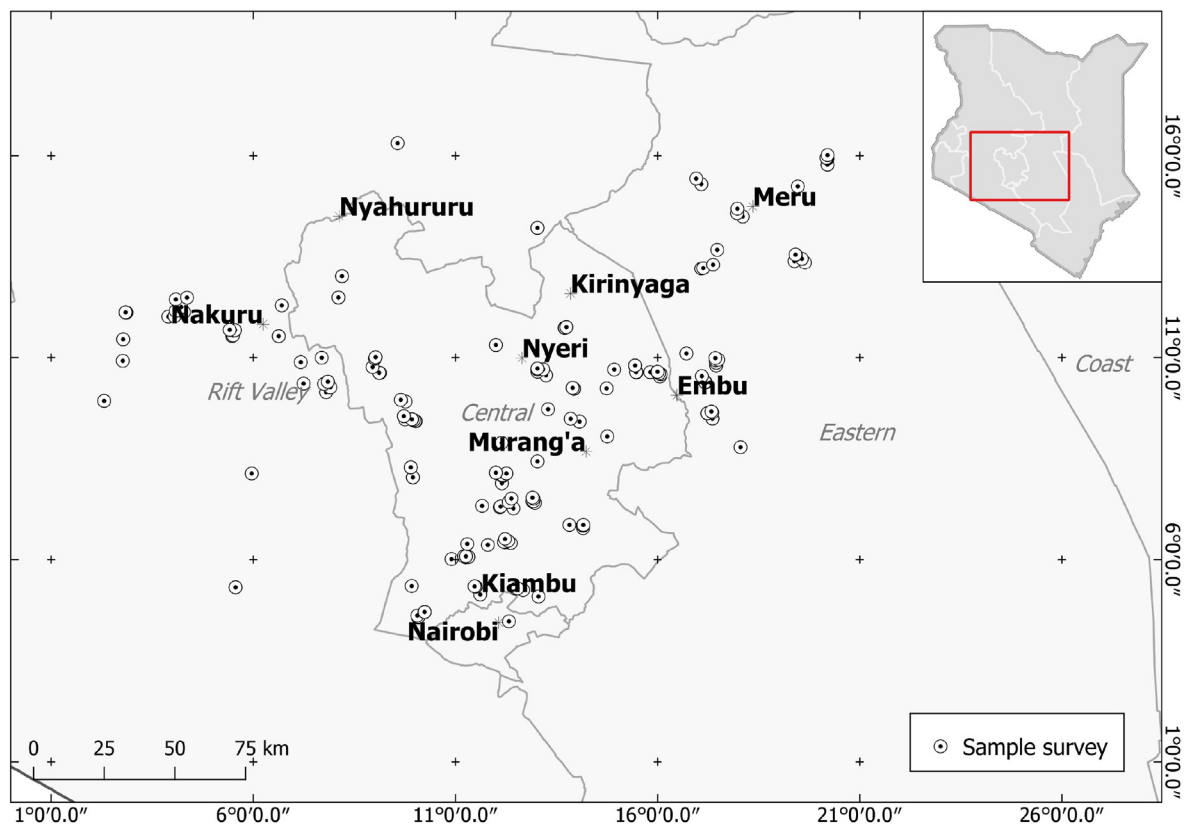 16°0'0.0"
Meru
Nyahururu
Kirinyaga
Nakuru
11°0'0.0"
Nyeri
Coast
Rift Valley
Embu
Central
Eastern
Murang'a
6°0'0.0"
Kiambu
Nairobi
0 25 50 75 km
Sample survey
1°0'0.0"
1°0'0.0" 6°0'0.0" 11°0'0.0" 16°0'0.0" 21°0'0.0" 26°0'0.0"